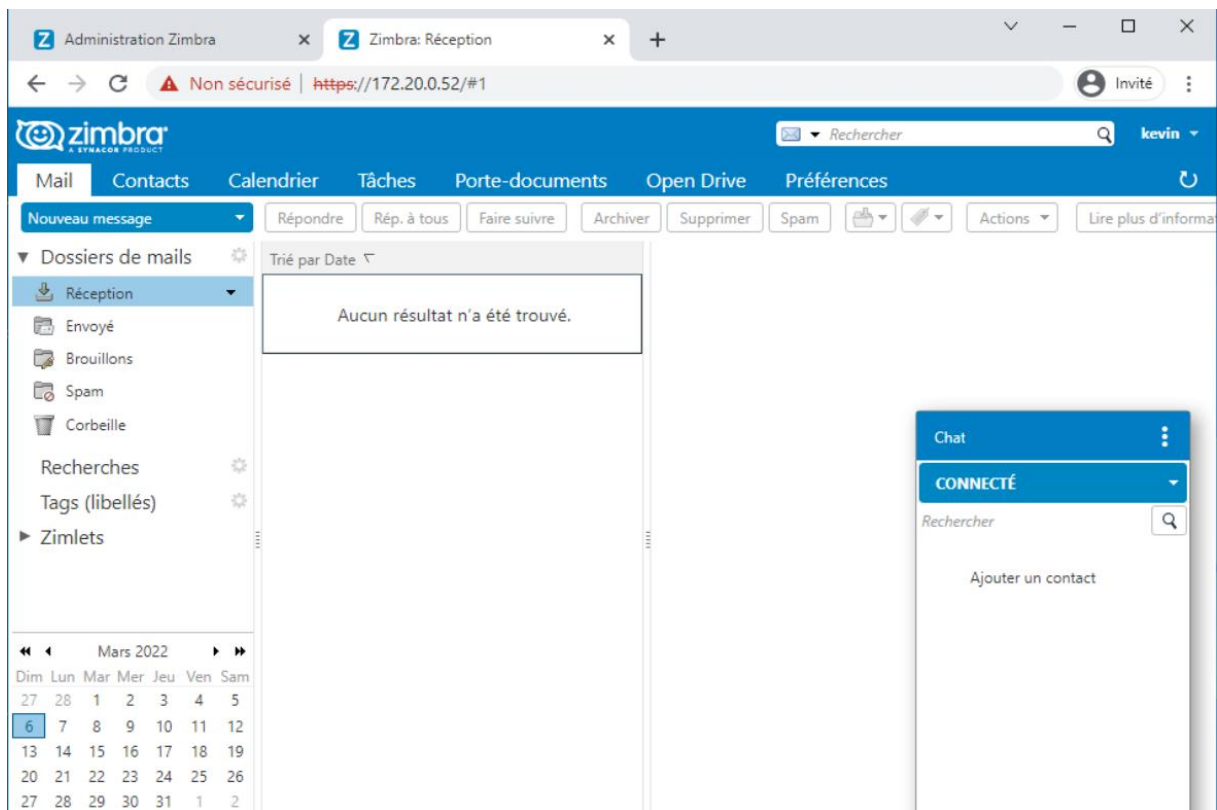 Administration Zimbra
Zimbra: Réception
Non sécurisé | https://172.20.0.52/#1
Invité
zimbra
A SYNACOR PRODUCT
Rechercher
kevin
Mail Contacts Calendrier Tâches Porte-documents Open Drive Préférences
Nouveau message
Répondre Rép. à tous Faire suivre Archiver Supprimer Spam Actions Lire plus d'informa
Dossiers de mails
Trié par Date
Réception
Aucun résultat n'a été trouvé.
Envoyé
Brouillons
Spam
Corbeille
Recherches
Tags (libellés)
Zimlets
Chat
CONNECTÉ
Rechercher
Ajouter un contact
Mars 2022
Dim Lun Mar Mer Jeu Ven Sam
27 28 1 2 3 4 5
6 7 8 9 10 11 12
13 14 15 16 17 18 19
20 21 22 23 24 25 26
27 28 29 30 31 1 2